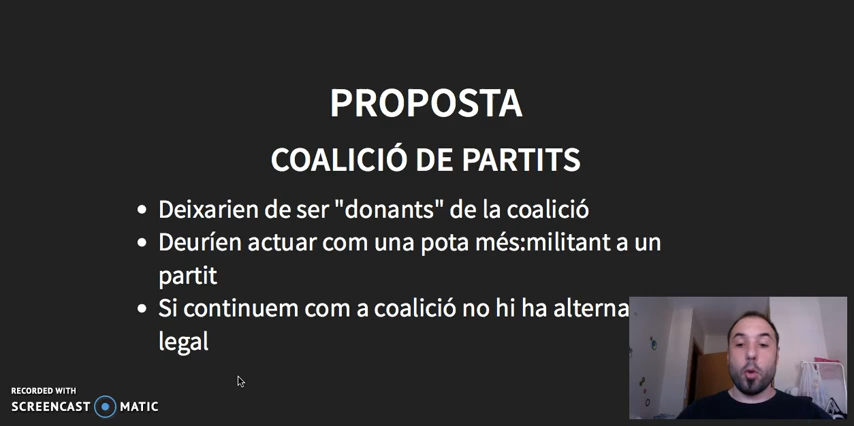 PROPOSTA
COALICIÓ DE PARTITS
Deixarien de ser "donants" de la coalició
Deuríen actuar com una pota més:militant a un
partit
Si continuem com a coalició no hi ha
legal
RECORDED WITH
SCREENCAST MATIC